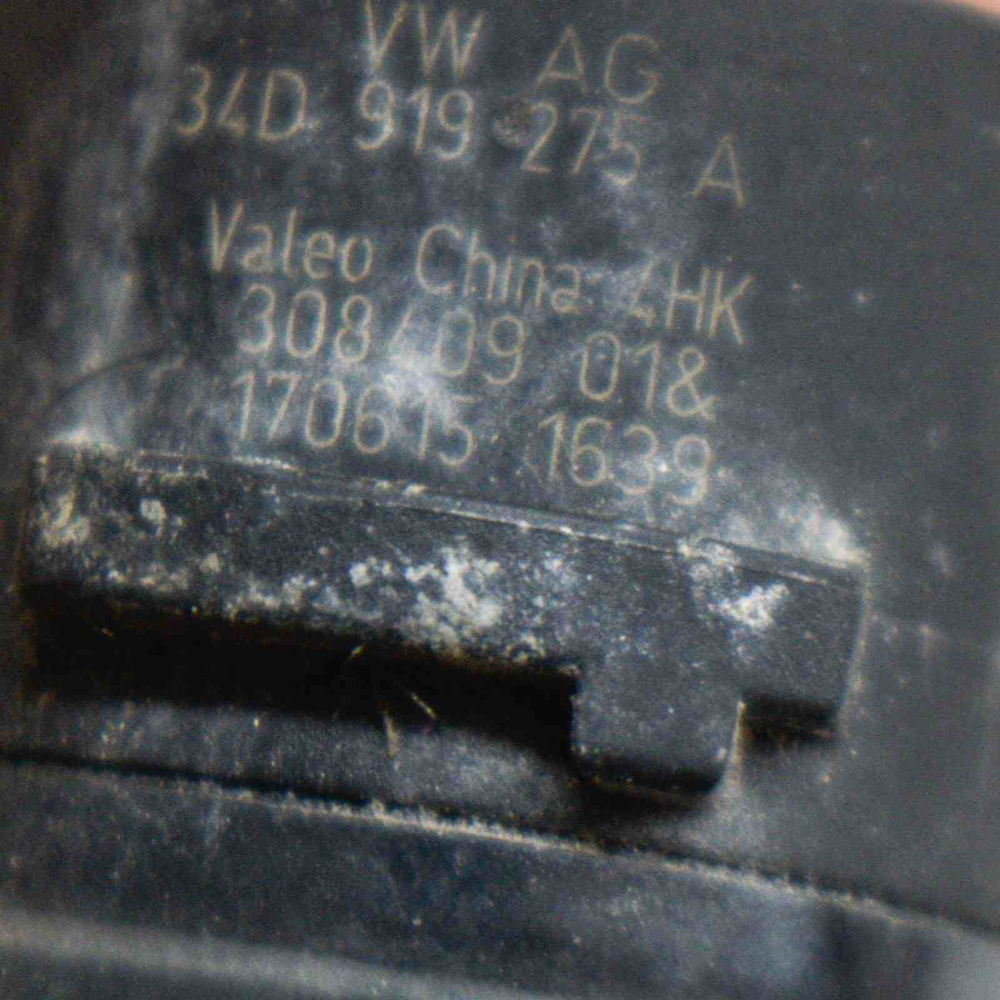 VW AG
34D 919 275 A
Valeo China 4HK
308/09 01&
170615 1639